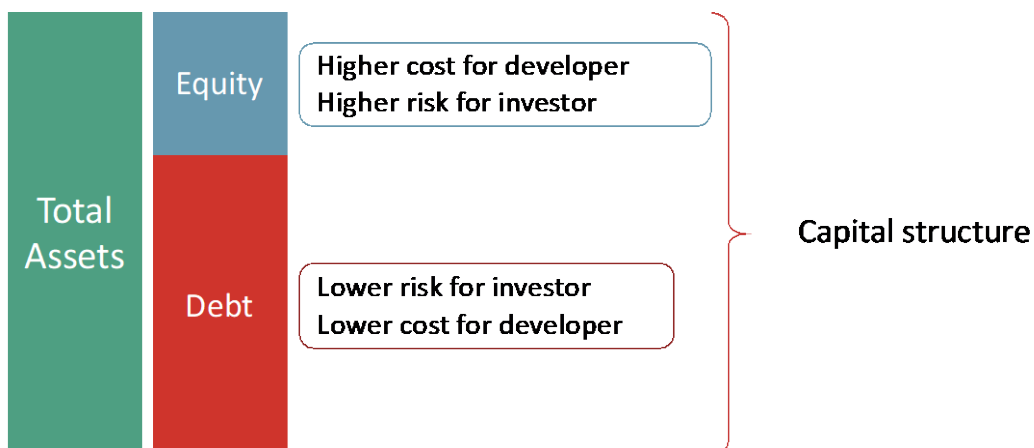 Total
Assets
Equity
Higher cost for developer
Higher risk for investor
Debt
Lower risk for investor
Lower cost for developer
Capital structure